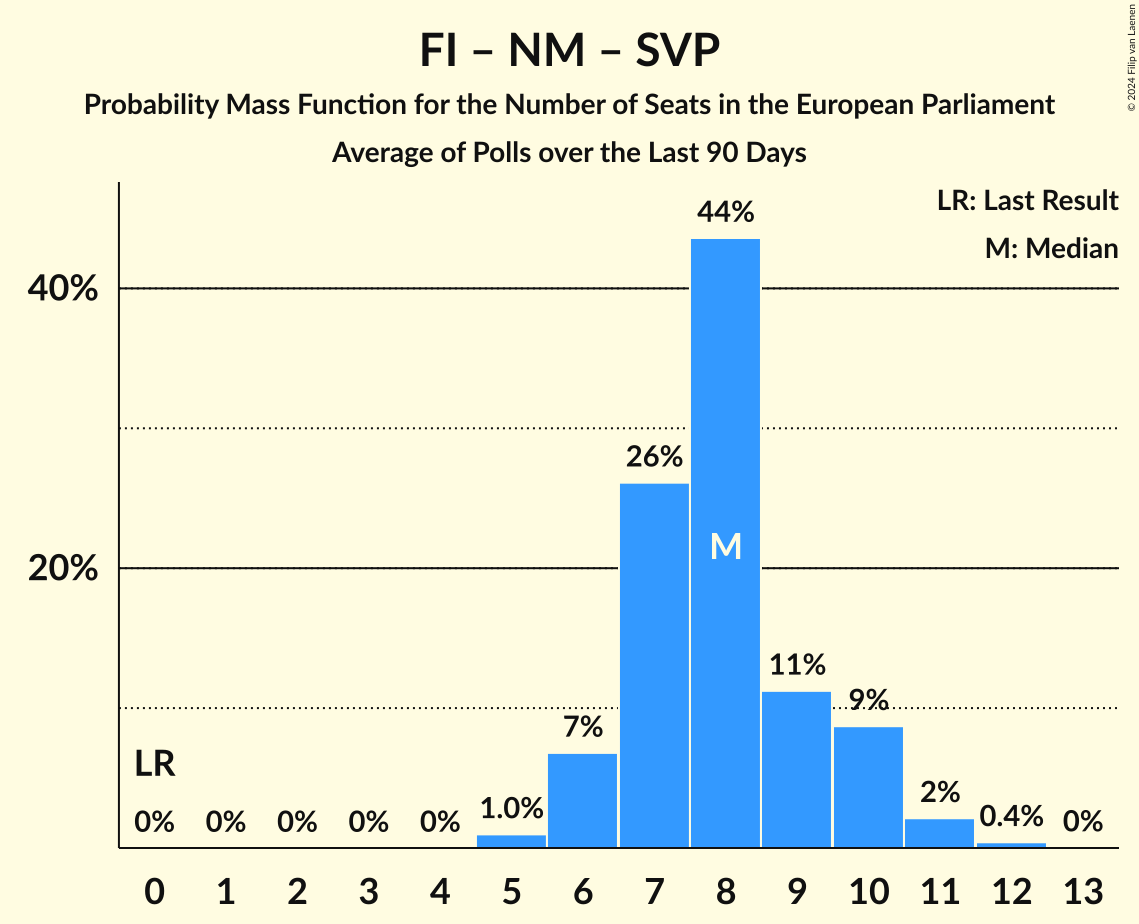 FI – NM – SVP
Probability Mass Function for the Number of Seats in the European Parliament
Average of Polls over the Last 90 Days
© 2024 Filip van Laenen
LR: Last Result
M: Median
40%
20%
44%
26%
M
11%
9%
7%
LR
0%
0%
0%
0%
0%
1.0%
2%
0.4%
0%
0 1 2 3 4 5 6 7 8 9 10 11 12 13